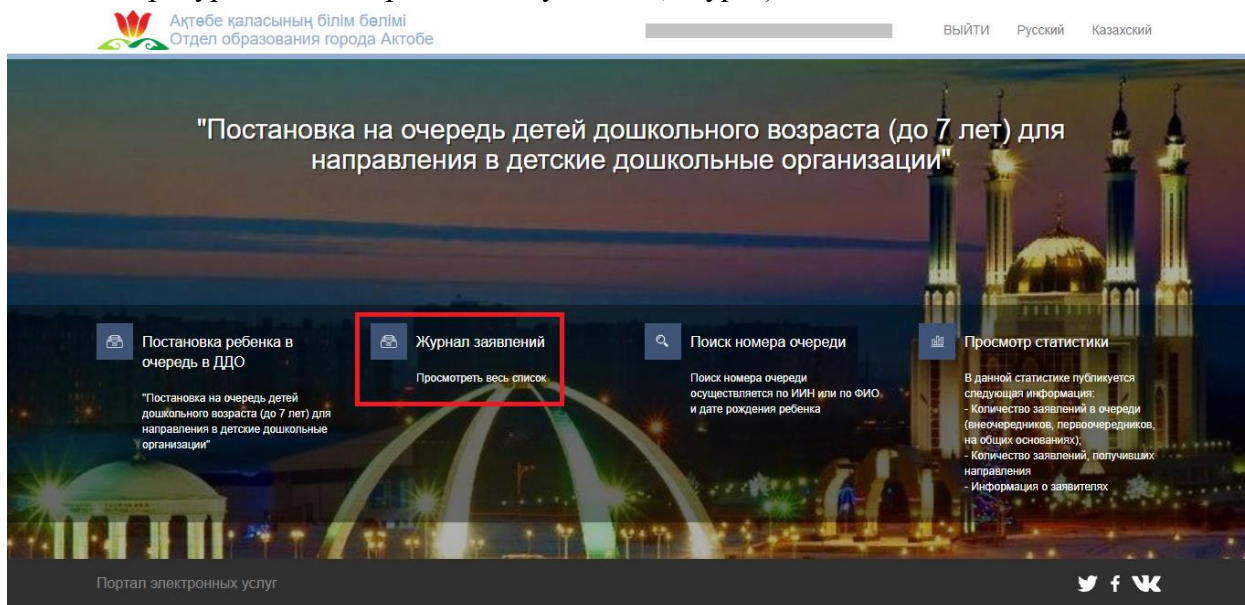 Ақтөбе қаласының білім бөлімі
Отдел образования города Актобе
ВЫЙТИ Русский Казахский
"Постановка на очередь детей дошкольного возраста (до 7 лет) для
направления в детские дошкольные организации"
Постановка ребенка в
очередь в ДДО
"Постановка на очередь детей
дошкольного возраста (до 7 лет) для
направления в детские дошкольные
организации"
Журнал заявлений
Просмотреть весь список
Поиск номера очереди
Поиск номера очереди
осуществляется по ИИН или по ФИО
и дате рождения ребенка
Просмотр статистики
В данной статистике публикуется
следующая информация:
- Количество заявлений в очереди
(внеочередников, первоочередников,
на общих основаниях);
- Количество заявлений, получивших
направления
- Информация о заявителях
Портал электронных услуг